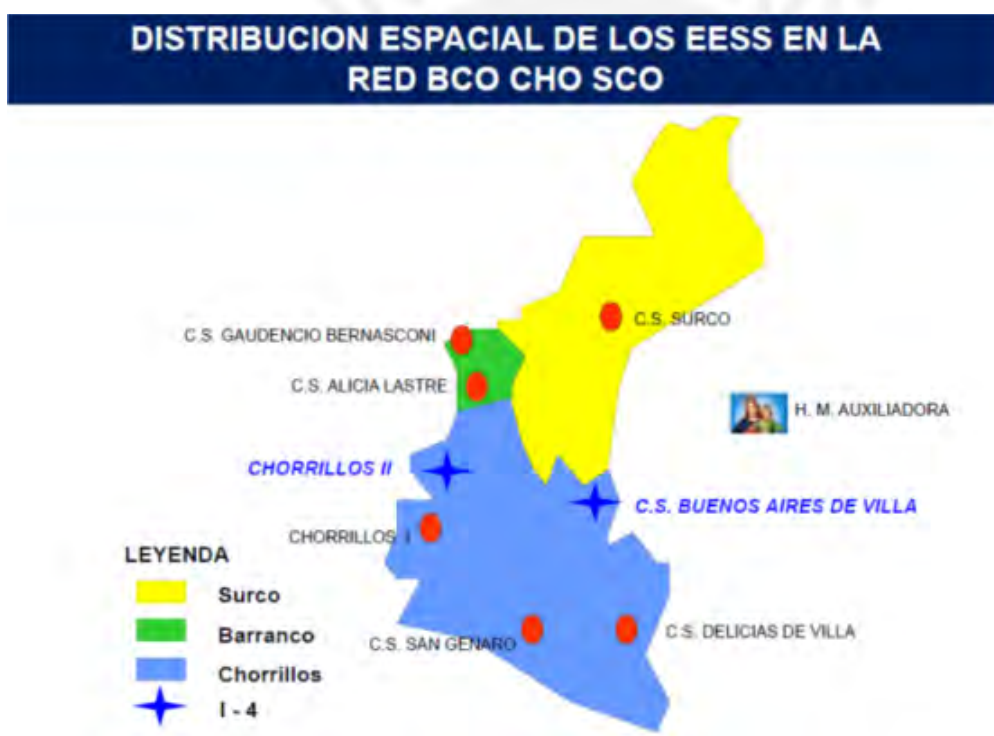 DISTRIBUCION ESPACIAL DE LOS EESS EN LA
RED BCO CHO SCO
C.S. SURCO
C.S. GAUDENCIO BERNASCONI
C.S. ALICIA LASTRE
H. M. AUXILIADORA
CHORRILLOS II
C.S. BUENOS AIRES DE VILLA
CHORRILLOS I
LEYENDA
Surco
Barranco
Chorrillos
I - 4
C.S. SAN GENARO
C.S. DELICIAS DE VILLA